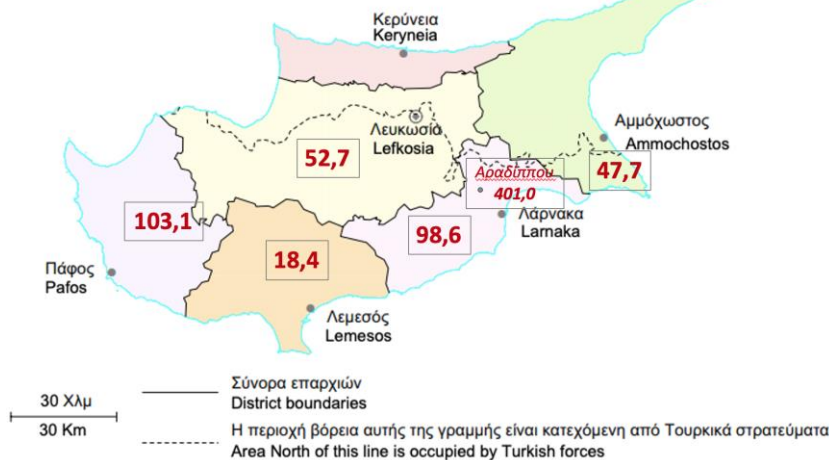 Κερύνεια
Keryneia
Αμμόχωστος
Ammochostos
Λευκωσία
Lefkosia
52,7
Αραδίππου
401,0
47,7
103,1
98,6
Λάρνακα
Larnaka
18,4
Πάφος
Pafos
Λεμεσός
Lemesos
30 Χλμ
30 Km
Σύνορα επαρχιών
District boundaries
Η περιοχή βόρεια αυτής της γραμμής είναι κατεχόμενη από Τουρκικά στρατεύματα
Area North of this line is occupied by Turkish forces